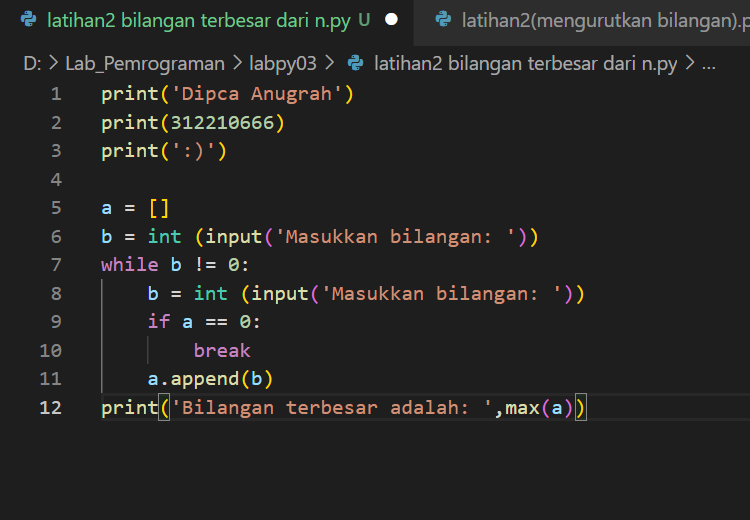 latihan2 bilangan terbesar dari n.py U ● latihan2(mengurutkan bilangan).p
D: > Lab_Pemrograman > labpy03 > latihan2 bilangan terbesar dari n.py > ...
1 print('Dipca Anugrah')
2 print(312210666)
3 print(':)')
4
5 a = []
6 b = int (input('Masukkan bilangan: '))
7 while b != 0:
8     b = int (input('Masukkan bilangan: '))
9     if a == 0:
10         break
11     a.append(b)
12 print('Bilangan terbesar adalah: ',max(a))